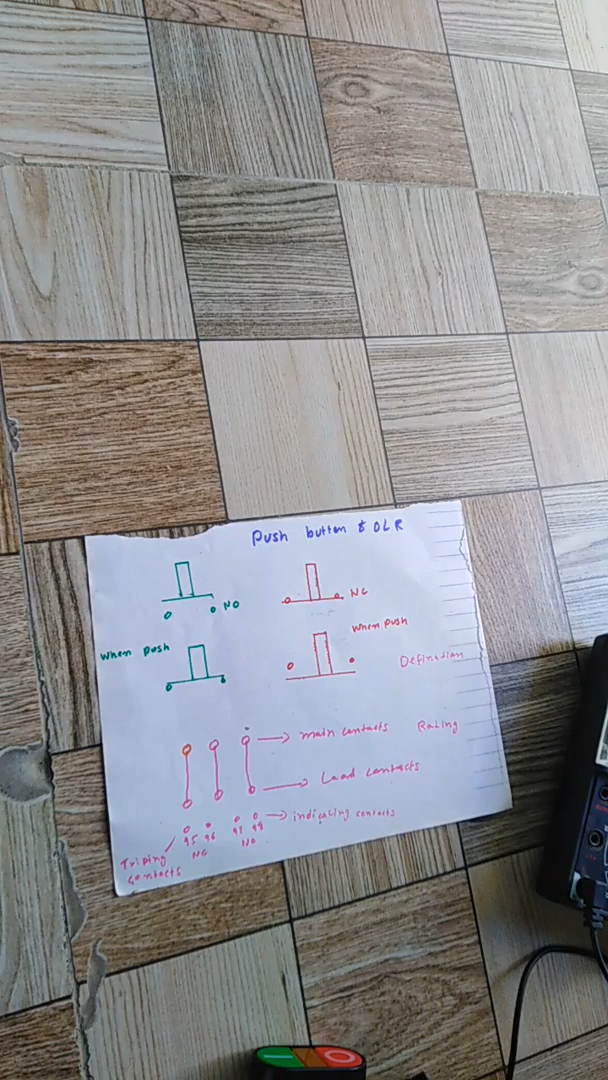 Push button & OLR
NO
NC
When push
When push
Defination
main contacts
Rating
Load contacts
95 96
97 98
indicating contacts
NC
NO
Triping
contacts